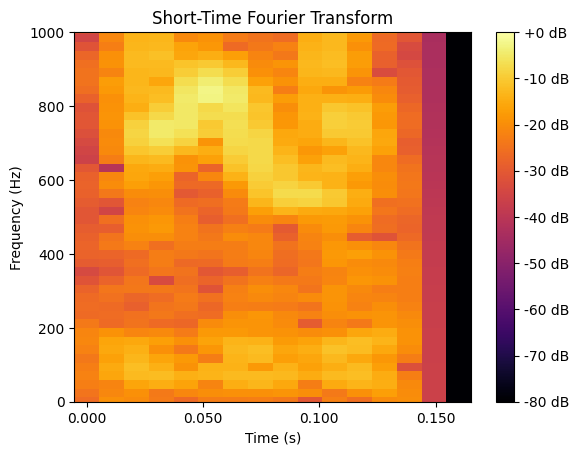 Short-Time Fourier Transform
Frequency (Hz)
1000
800
600
400
200
0
0.000
0.050
0.100
0.150
Time (s)
+0 dB
-10 dB
-20 dB
-30 dB
-40 dB
-50 dB
-60 dB
-70 dB
-80 dB